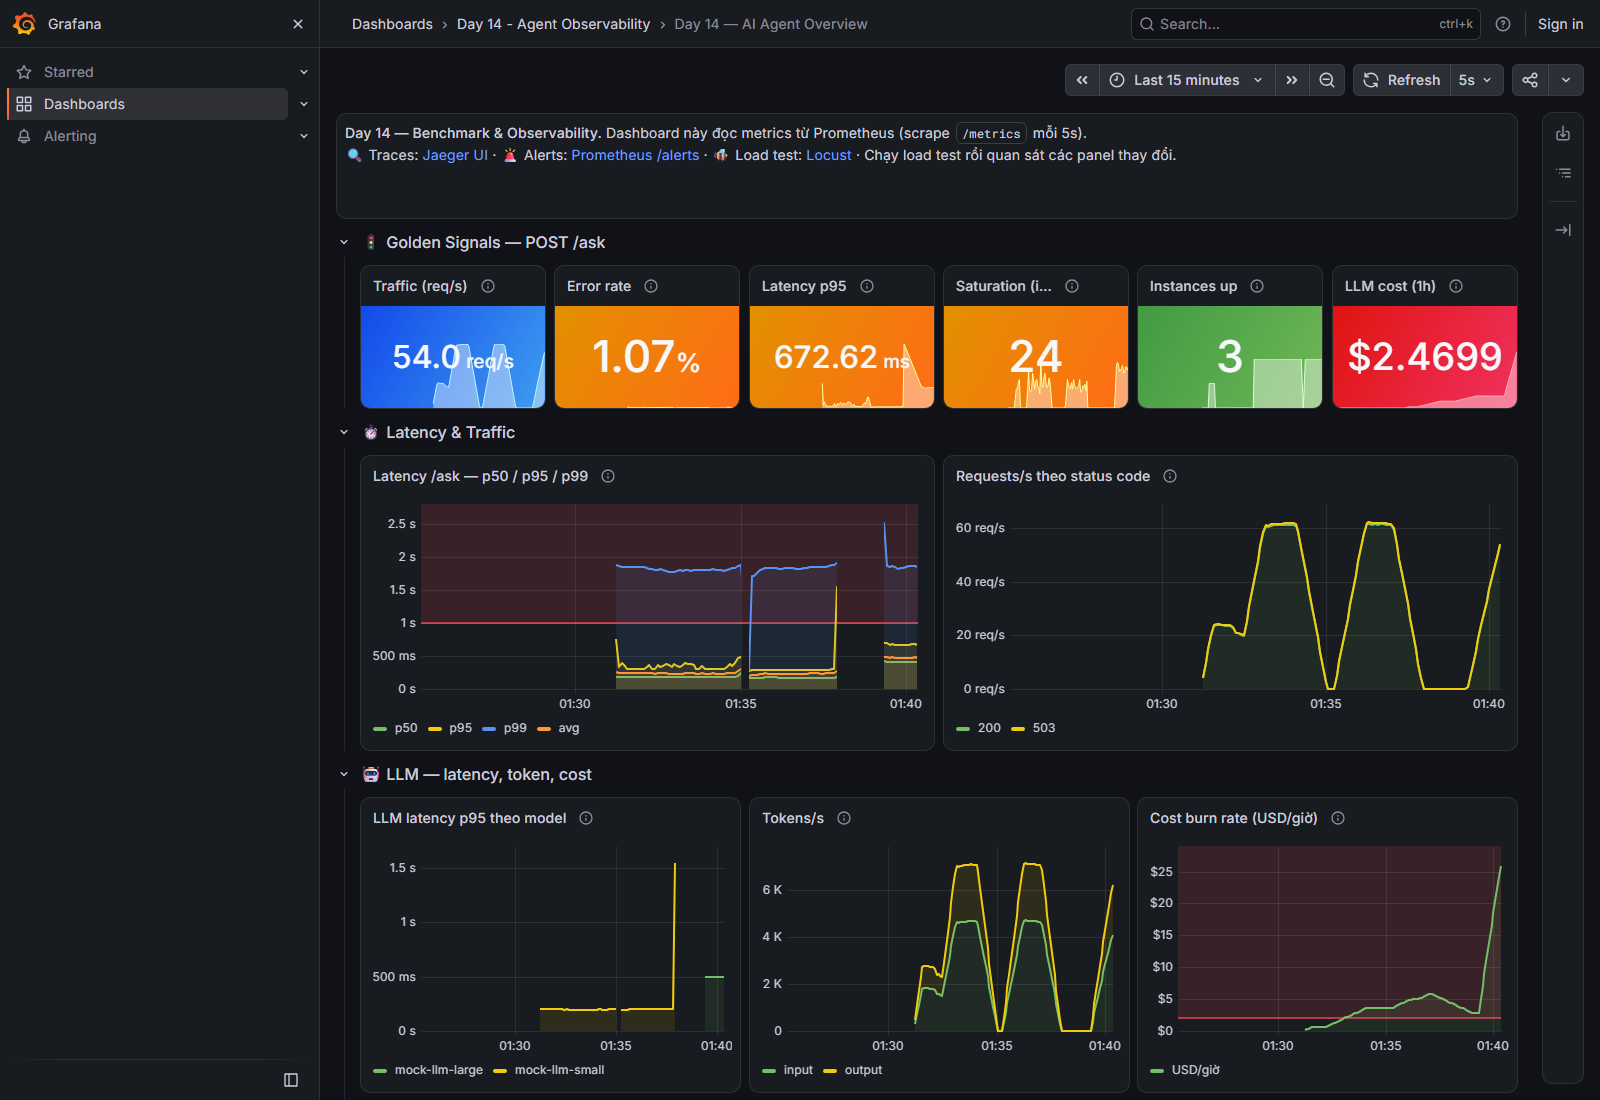 Grafana
Dashboards › Day 14 - Agent Observability › Day 14 — AI Agent Overview
Search...
ctrl+k
Sign in
Starred
Dashboards
Alerting
Last 15 minutes
Refresh
5s
Day 14 — Benchmark & Observability. Dashboard này đọc metrics từ Prometheus (scrape /metrics mỗi 5s).
Traces: Jaeger UI · Alerts: Prometheus /alerts · Load test: Locust · Chạy load test rồi quan sát các panel thay đổi.
Golden Signals — POST /ask
Traffic (req/s)
54.0 req/s
Error rate
1.07%
Latency p95
672.62 ms
Saturation (i...
24
Instances up
3
LLM cost (1h)
$2.4699
Latency & Traffic
Latency /ask — p50 / p95 / p99
2.5 s
2 s
1.5 s
1 s
500 ms
0 s
01:30 01:35 01:40
p50 p95 p99 avg
Requests/s theo status code
60 req/s
40 req/s
20 req/s
0 req/s
01:30 01:35 01:40
200 503
LLM — latency, token, cost
LLM latency p95 theo model
1.5 s
1 s
500 ms
0 s
01:30 01:35 01:40
mock-llm-large mock-llm-small
Tokens/s
6 K
4 K
2 K
0
01:30 01:35 01:40
input output
Cost burn rate (USD/giờ)
$25
$20
$15
$10
$5
$0
01:30 01:35 01:40
USD/giờ